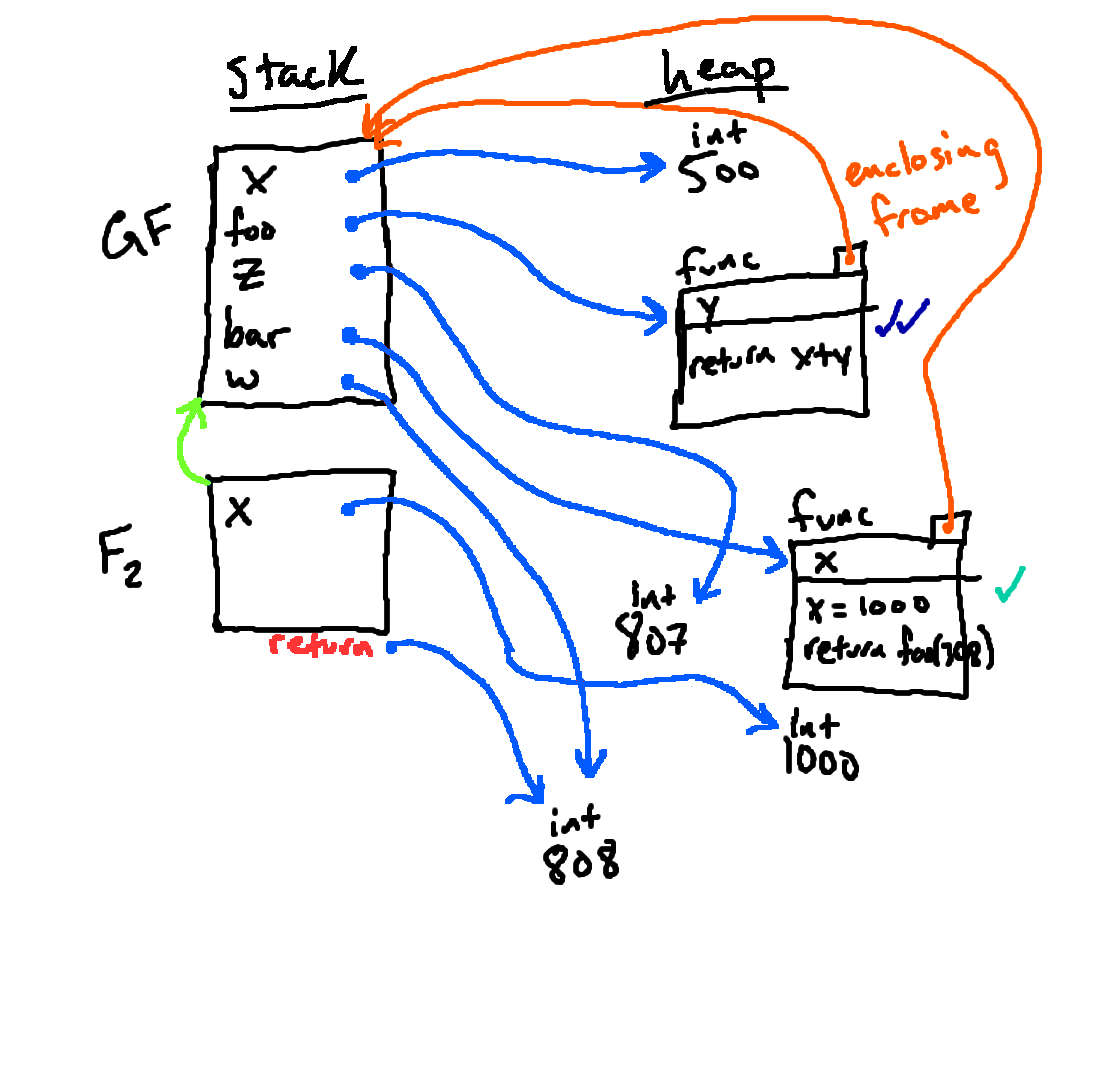 stack
heap
GF
x
foo
z
bar
w
int
500
enclosing
frame
func
y
return x+y
F2
x
return
func
x
x = 1000
return foo(308)
int
807
int
1000
int
808